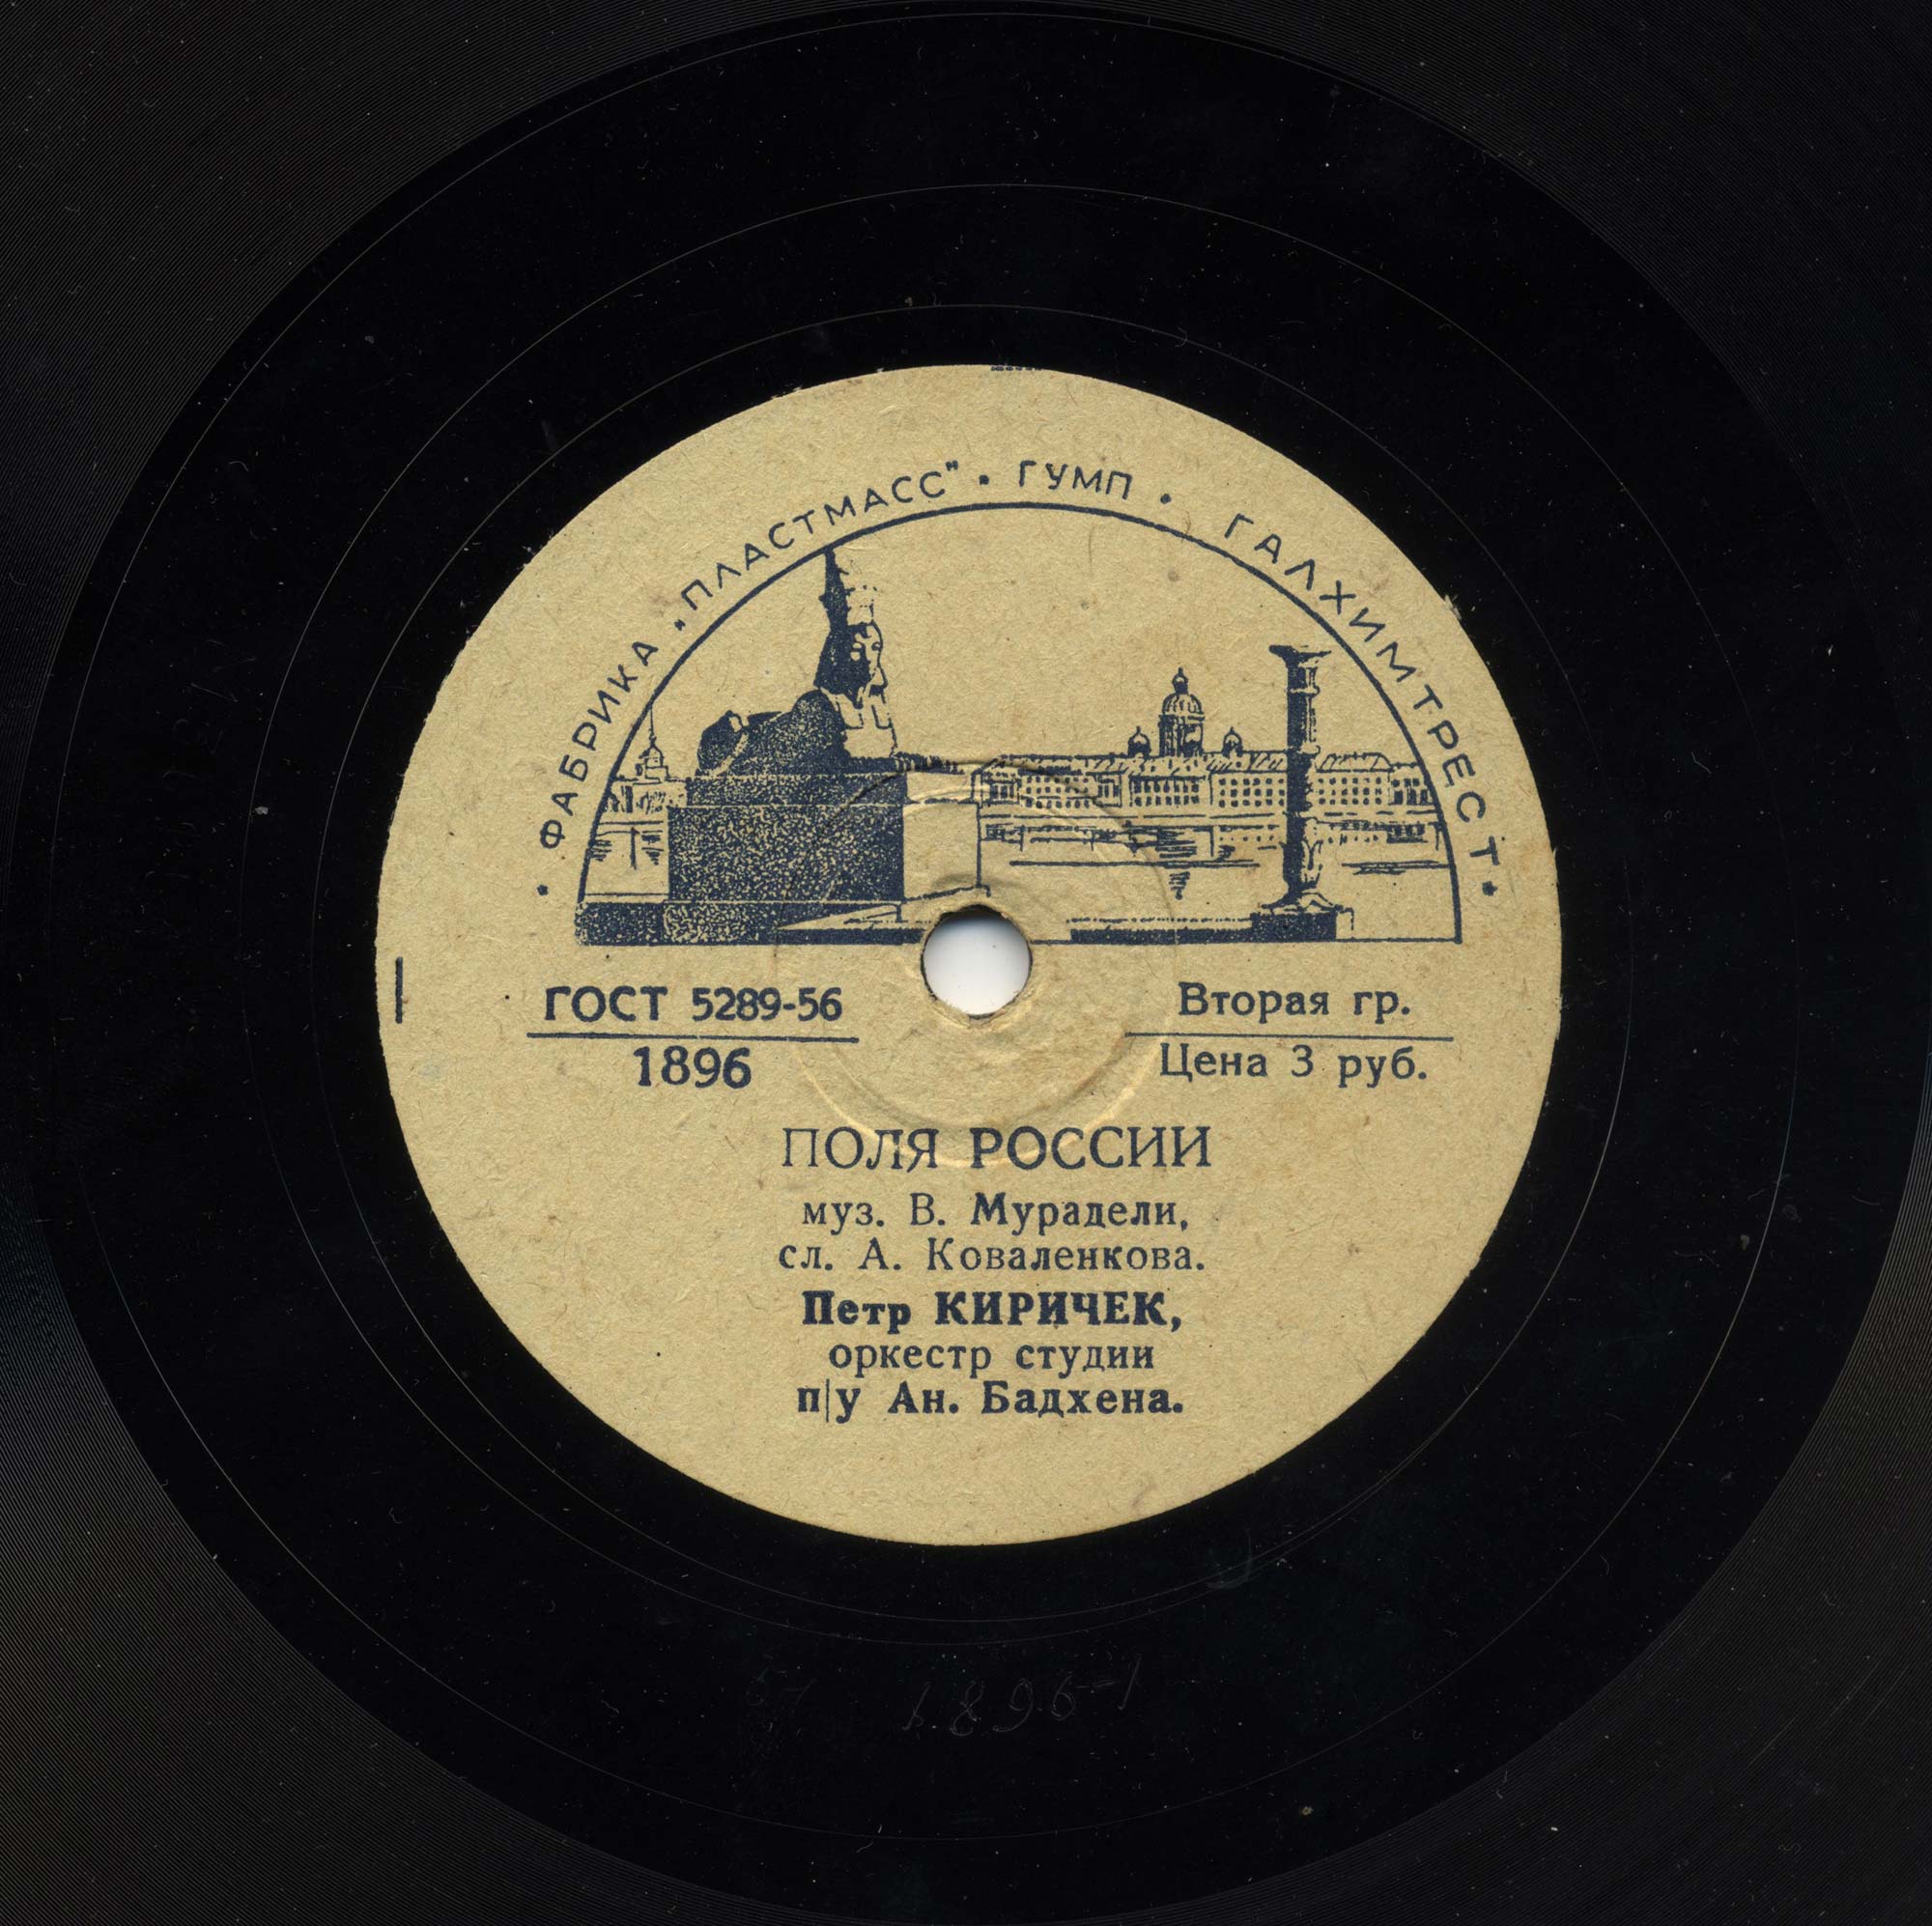 • ФАБРИКА „ПЛАСТМАСС" • ГУМП • ГАЛХИМТРЕСТ •
ГОСТ 5289-56
1896
Вторая гр.
Цена 3 руб.
ПОЛЯ РОССИИ
муз. В. Мурадели,
сл. А. Коваленкова.
Петр КИРИЧЕК,
оркестр студии
п/у Ан. Бадхена.
1896-1